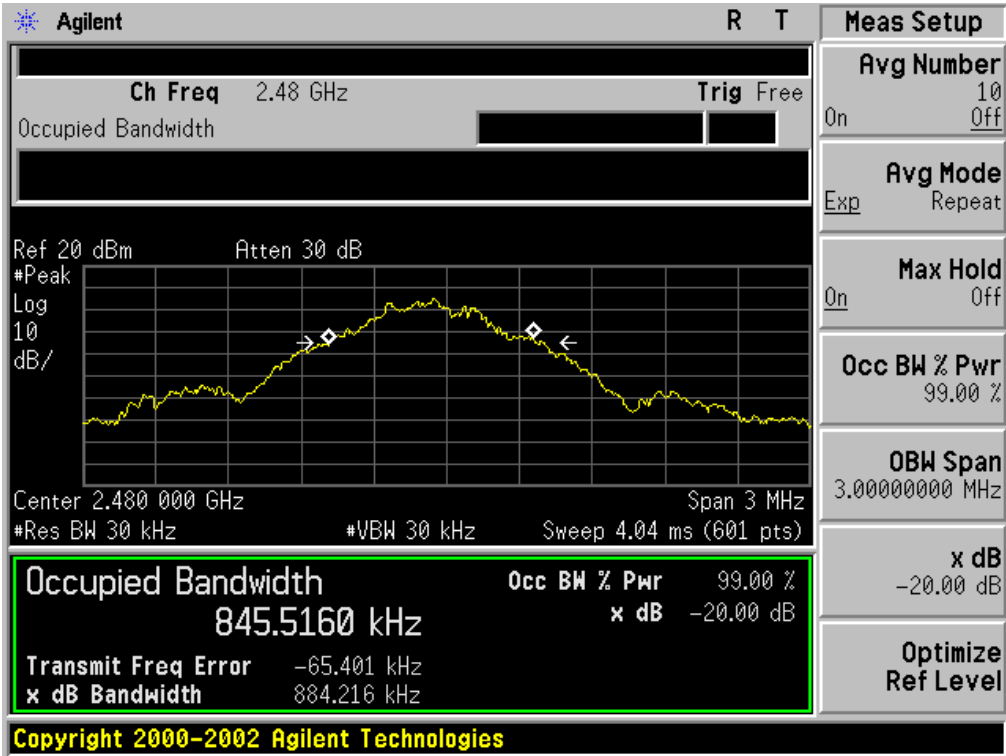 Agilent R T
Ch Freq 2.48 GHz Trig Free
Occupied Bandwidth
Ref 20 dBm Atten 30 dB
#Peak
Log
10
dB/
Center 2.480 000 GHz Span 3 MHz
#Res BW 30 kHz #VBW 30 kHz Sweep 4.04 ms (601 pts)
Occupied Bandwidth Occ BW % Pwr 99.00 %
845.5160 kHz x dB -20.00 dB
Transmit Freq Error -65.401 kHz
x dB Bandwidth 884.216 kHz
Copyright 2000-2002 Agilent Technologies
Meas Setup
Avg Number
10
On Off
Avg Mode
Exp Repeat
Max Hold
On Off
Occ BW % Pwr
99.00 %
OBW Span
3.00000000 MHz
x dB
-20.00 dB
Optimize
Ref Level